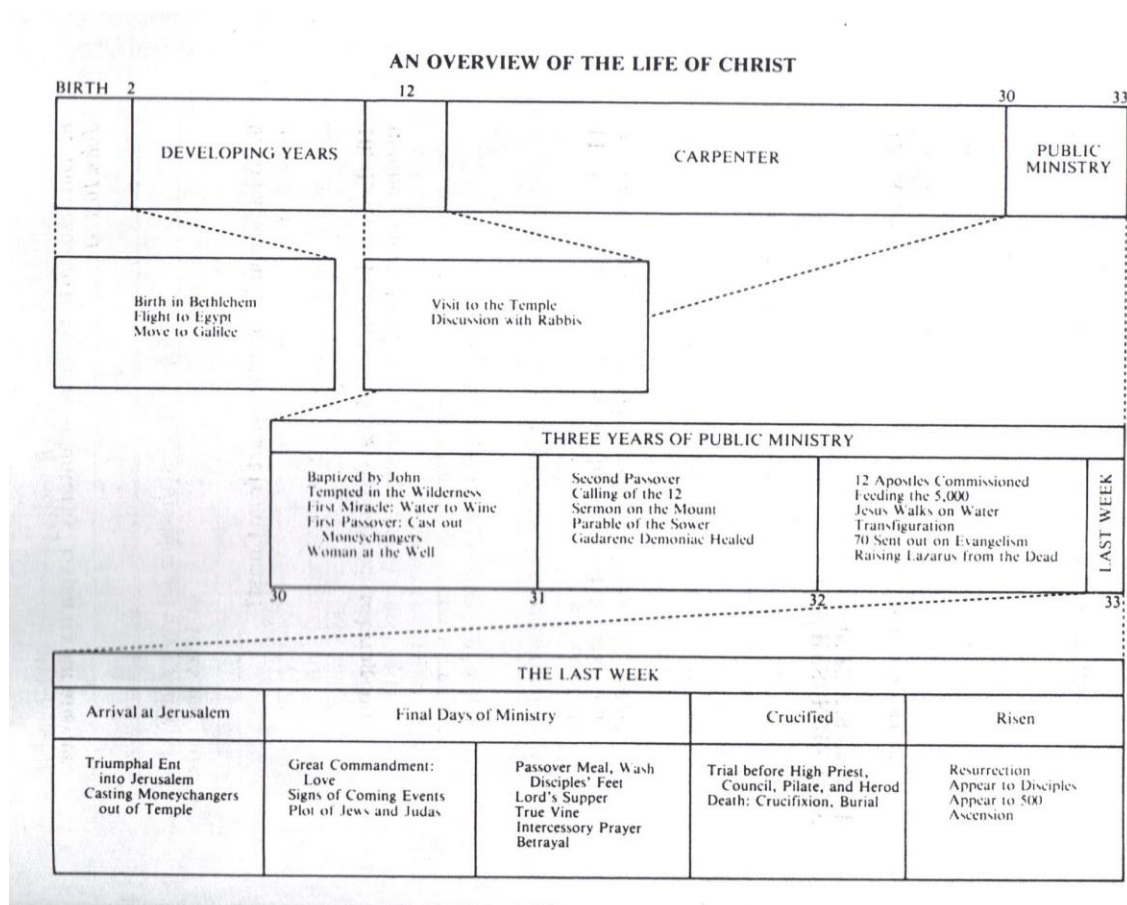 AN OVERVIEW OF THE LIFE OF CHRIST
BIRTH 2 12 30 33
DEVELOPING YEARS
CARPENTER
PUBLIC
MINISTRY
Birth in Bethlehem
Flight to Egypt
Move to Galilee
Visit to the Temple
Discussion with Rabbis
THREE YEARS OF PUBLIC MINISTRY
Baptized by John
Tempted in the Wilderness
First Miracle: Water to Wine
First Passover: Cast out
Moneychangers
Woman at the Well
Second Passover
Calling of the 12
Sermon on the Mount
Parable of the Sower
Gadarene Demoniac Healed
12 Apostles Commissioned
Feeding the 5,000
Jesus Walks on Water
Transfiguration
70 Sent out on Evangelism
Raising Lazarus from the Dead
LAST WEEK
30 31 32 33
THE LAST WEEK
Arrival at Jerusalem
Final Days of Ministry
Crucified
Risen
Triumphal Ent
into Jerusalem
Casting Moneychangers
out of Temple
Great Commandment:
Love
Signs of Coming Events
Plot of Jews and Judas
Passover Meal, Wash
Disciples' Feet
Lord's Supper
True Vine
Intercessory Prayer
Betrayal
Trial before High Priest,
Council, Pilate, and Herod
Death: Crucifixion, Burial
Resurrection
Appear to Disciples
Appear to 500
Ascension